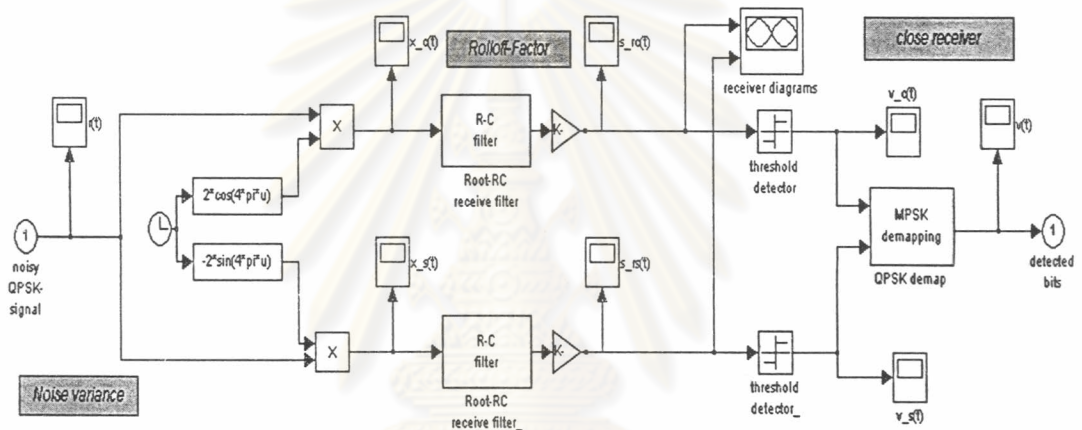 x_c(t)
Rolloff-Factor
s_rc(t)
close receiver
receiver diagrams
r(t)
X
R-C
filter
K-
v_c(t)
v(t)
Root-RC
receive filter
threshold
detector
2*cos(4*pi*u)
MPSK
demapping
1
1
noisy
QPSK-
signal
-2*sin(4*pi*u)
x_s(t)
s_rs(t)
QPSK demap
detected
bits
X
R-C
filter
K-
Noise variance
Root-RC
receive filter_
threshold
detector_
v_s(t)